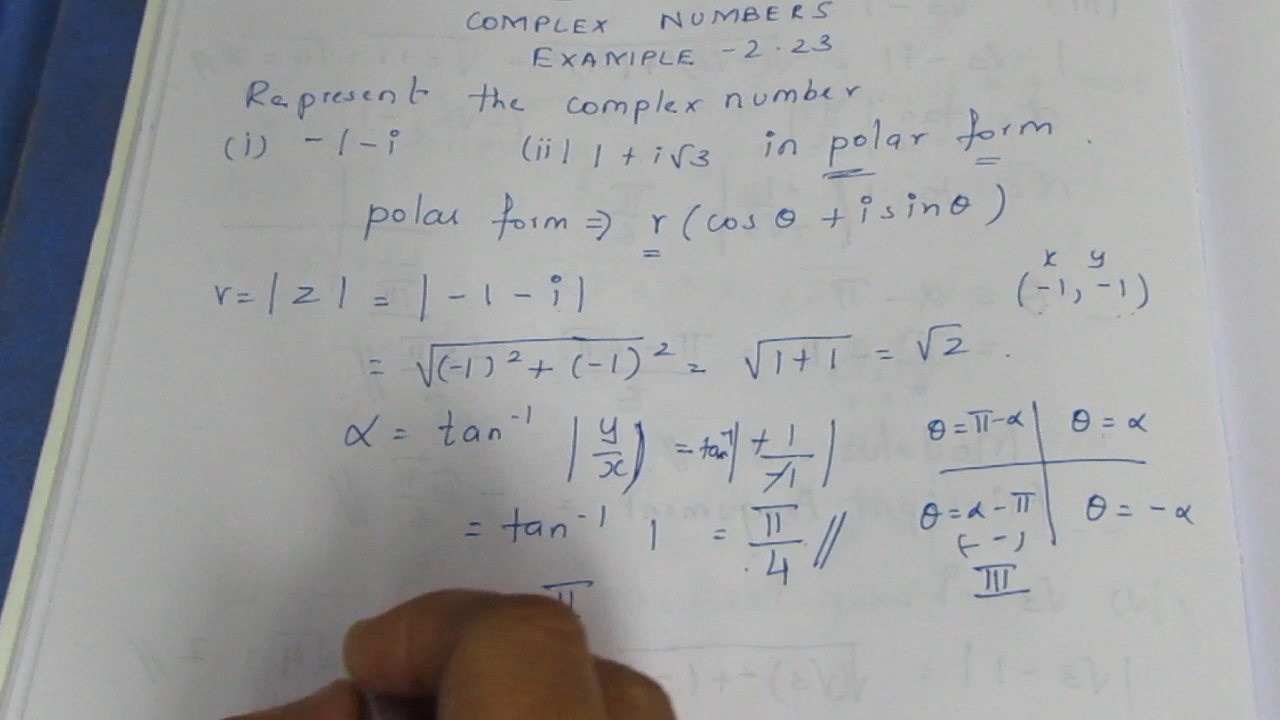 COMPLEX NUMBERS
EXAMPLE - 2.23
Represent the complex number
(i) -1-i (ii) 1+i√3 in polar form.
polar form ⇒ r(cos θ + i sin θ)
x y
r = |z| = |-1-i| (-1, -1)
= √(-1)² + (-1)² = √1+1 = √2.
α = tan⁻¹ |y/x| = tan⁻¹ |+1/-1| θ = π-α θ = α
= tan⁻¹ 1 = π/4 // θ = α-π θ = -α
(- -)
III
π